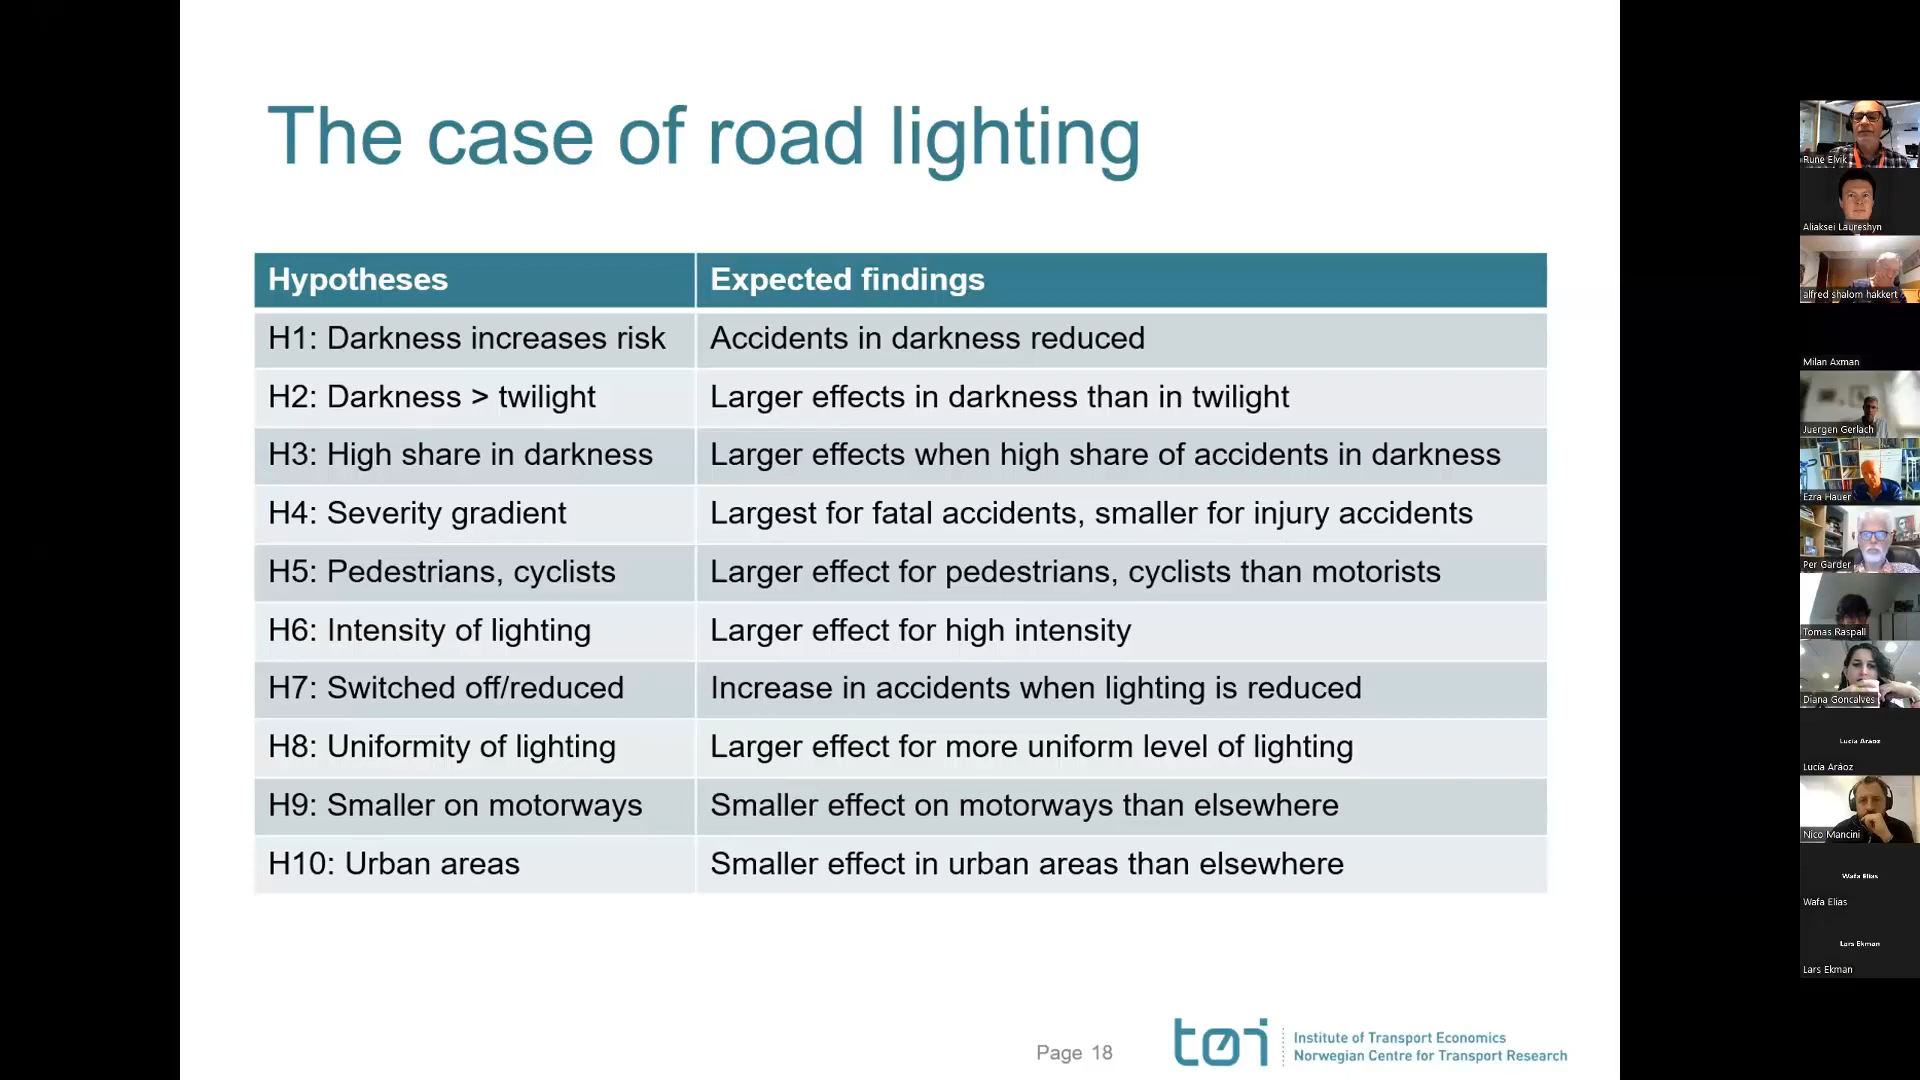 The case of road lighting
Hypotheses Expected findings
H1: Darkness increases risk Accidents in darkness reduced
H2: Darkness > twilight Larger effects in darkness than in twilight
H3: High share in darkness Larger effects when high share of accidents in darkness
H4: Severity gradient Largest for fatal accidents, smaller for injury accidents
H5: Pedestrians, cyclists Larger effect for pedestrians, cyclists than motorists
H6: Intensity of lighting Larger effect for high intensity
H7: Switched off/reduced Increase in accidents when lighting is reduced
H8: Uniformity of lighting Larger effect for more uniform level of lighting
H9: Smaller on motorways Smaller effect on motorways than elsewhere
H10: Urban areas Smaller effect in urban areas than elsewhere
Page 18
tøi
Institute of Transport Economics
Norwegian Centre for Transport Research
Rune Elvik
Aliaksei Laureshyn
alfred shalom hakkert
Milan Axman
Juergen Gerlach
Ezra Hauer
Per Garder
Tomas Raspall
Diana Goncalves
Lucía Aráoz
Lucía Aráoz
Nico Mancini
Wafa Elias
Wafa Elias
Lars Ekman
Lars Ekman